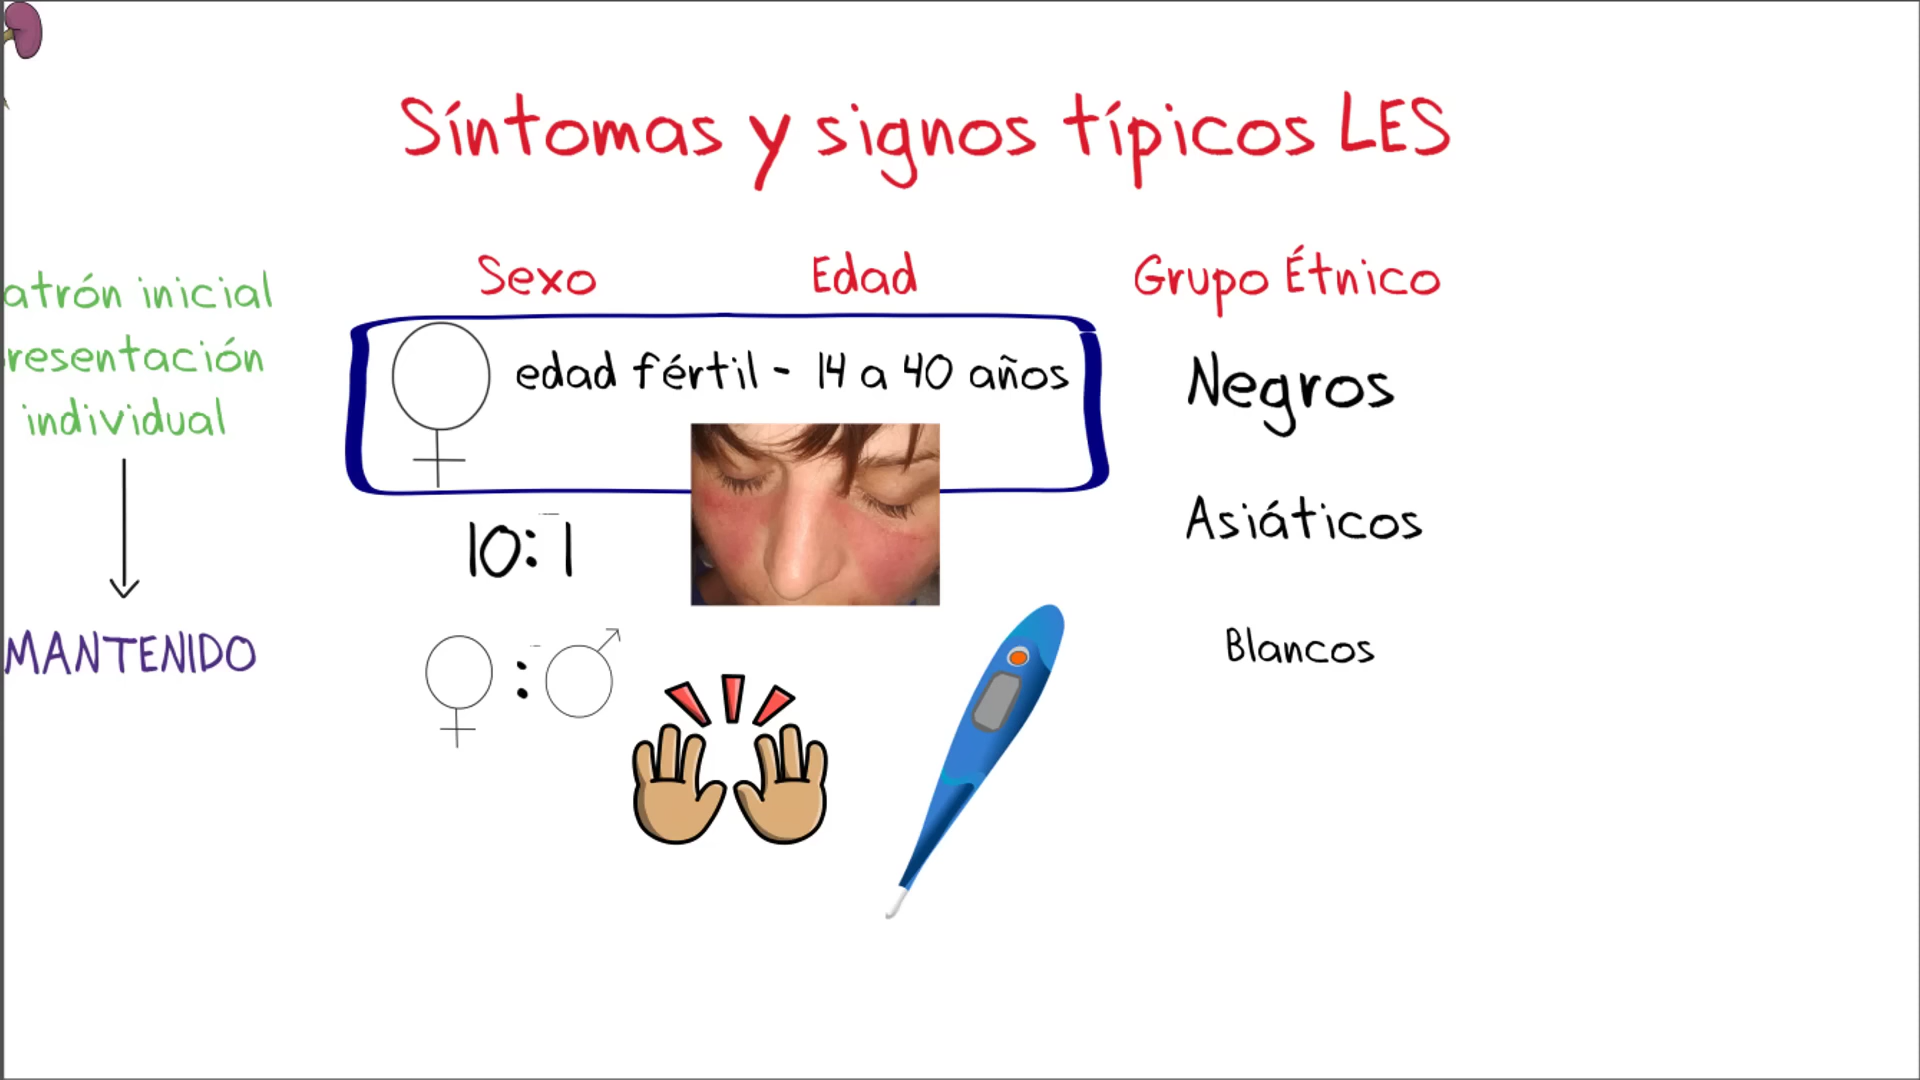 Síntomas y signos típicos LES
atrón inicial
resentación
individual
MANTENIDO
Sexo
Edad
Grupo Étnico
edad fértil - 14 a 40 años
10:1
:
Negros
Asiáticos
Blancos